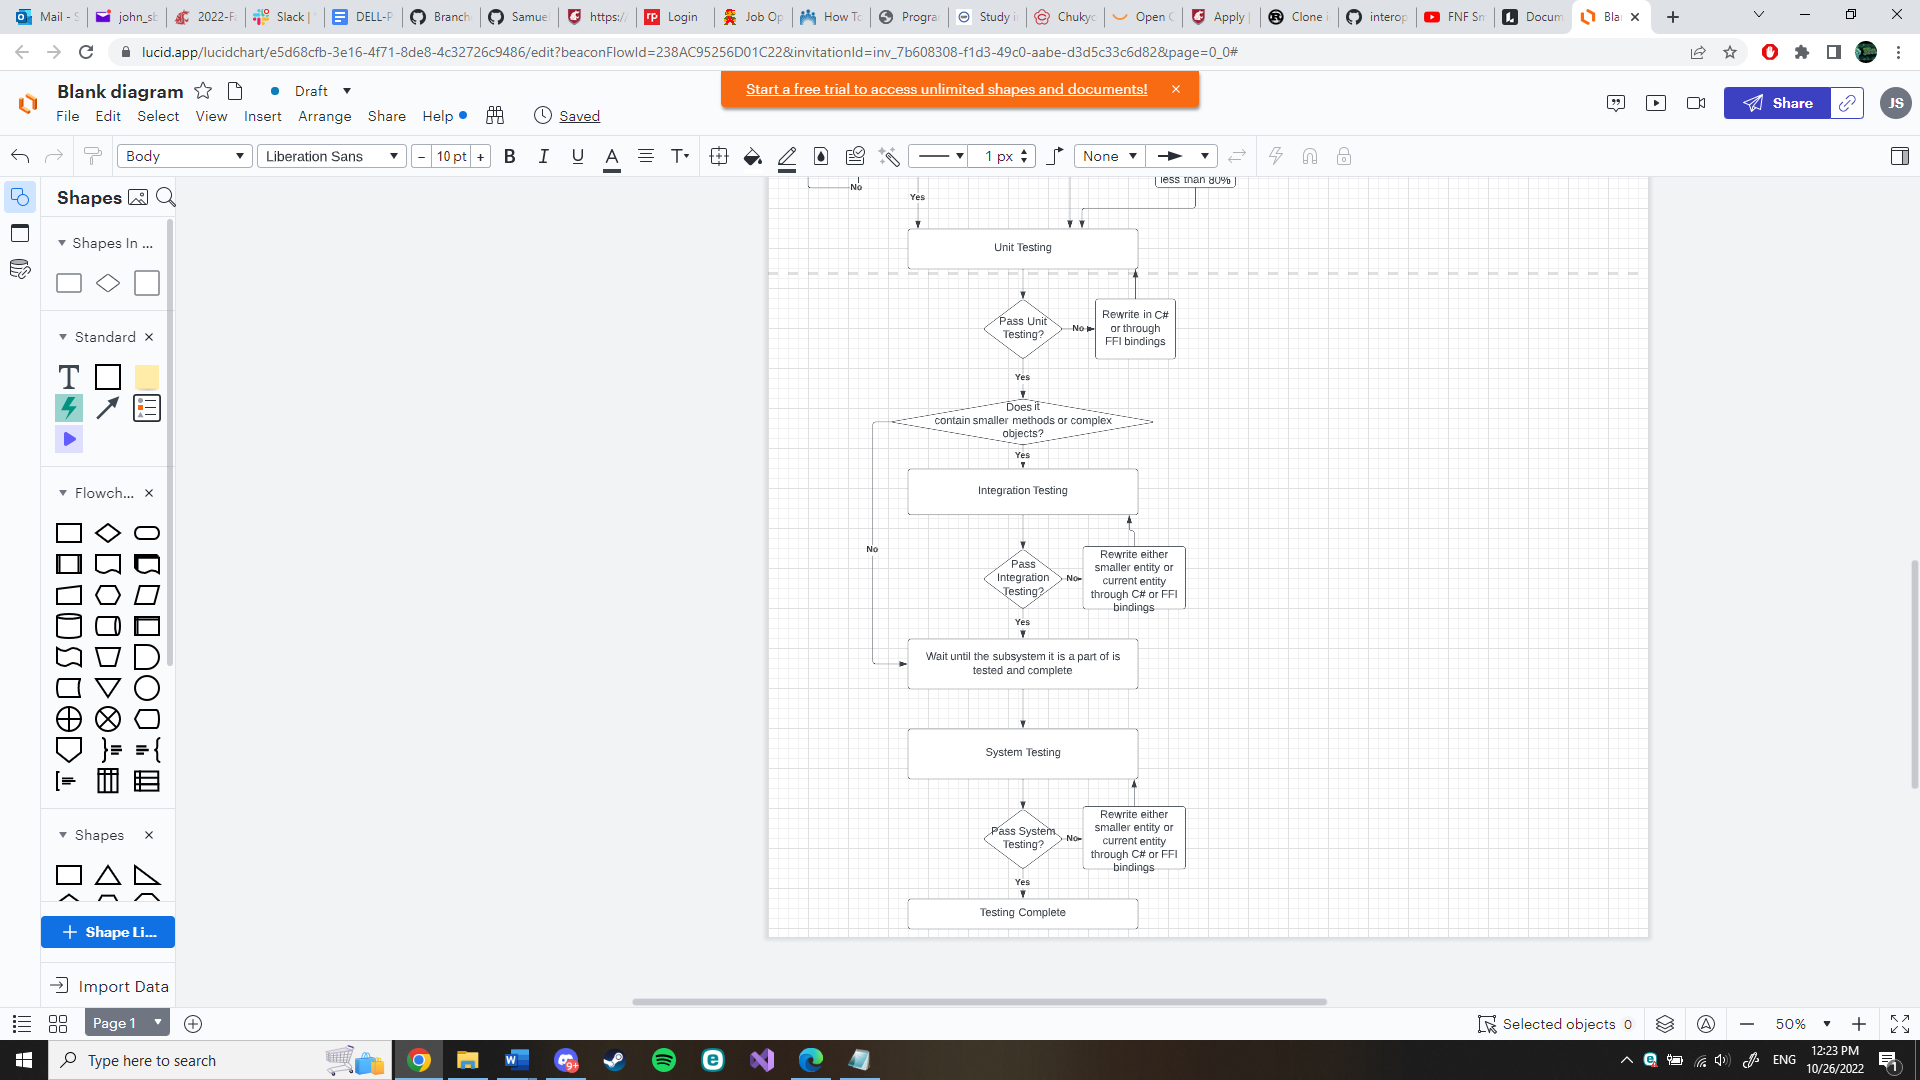 Mail - S
john_sb
2022-Fa
Slack |
DELL-P
Branch
Samuel
https:/
Login
Job Op
How To
Program
Study i
Chukyo
Open C
Apply |
Clone i
interop
FNF Sm
Docum
Bla
lucid.app/lucidchart/e5d68cfb-3e16-4f71-8de8-4c32726c9486/edit?beaconFlowId=238AC95256D01C22&invitationId=inv_7b608308-f1d3-49c0-aabe-d3d5c33c6d82&page=0_0#
Blank diagram
Draft
Start a free trial to access unlimited shapes and documents!
File Edit Select View Insert Arrange Share Help
Saved
Share
JS
Body
Liberation Sans
10 pt
B I U A
T
1 px
None
Shapes
Shapes In ...
Standard
T
Flowch...
Shapes
Shape Li...
Import Data
No
Yes
less than 80%
Unit Testing
Pass Unit
Testing?
No
Rewrite in C#
or through
FFI bindings
Yes
Does it
contain smaller methods or complex
objects?
Yes
Integration Testing
No
Pass
Integration
Testing?
No
Rewrite either
smaller entity or
current entity
through C# or FFI
bindings
Yes
Wait until the subsystem it is a part of is
tested and complete
System Testing
Pass System
Testing?
No
Rewrite either
smaller entity or
current entity
through C# or FFI
bindings
Yes
Testing Complete
Page 1
Selected objects 0
50%
Type here to search
9+
ENG
12:23 PM
10/26/2022
1